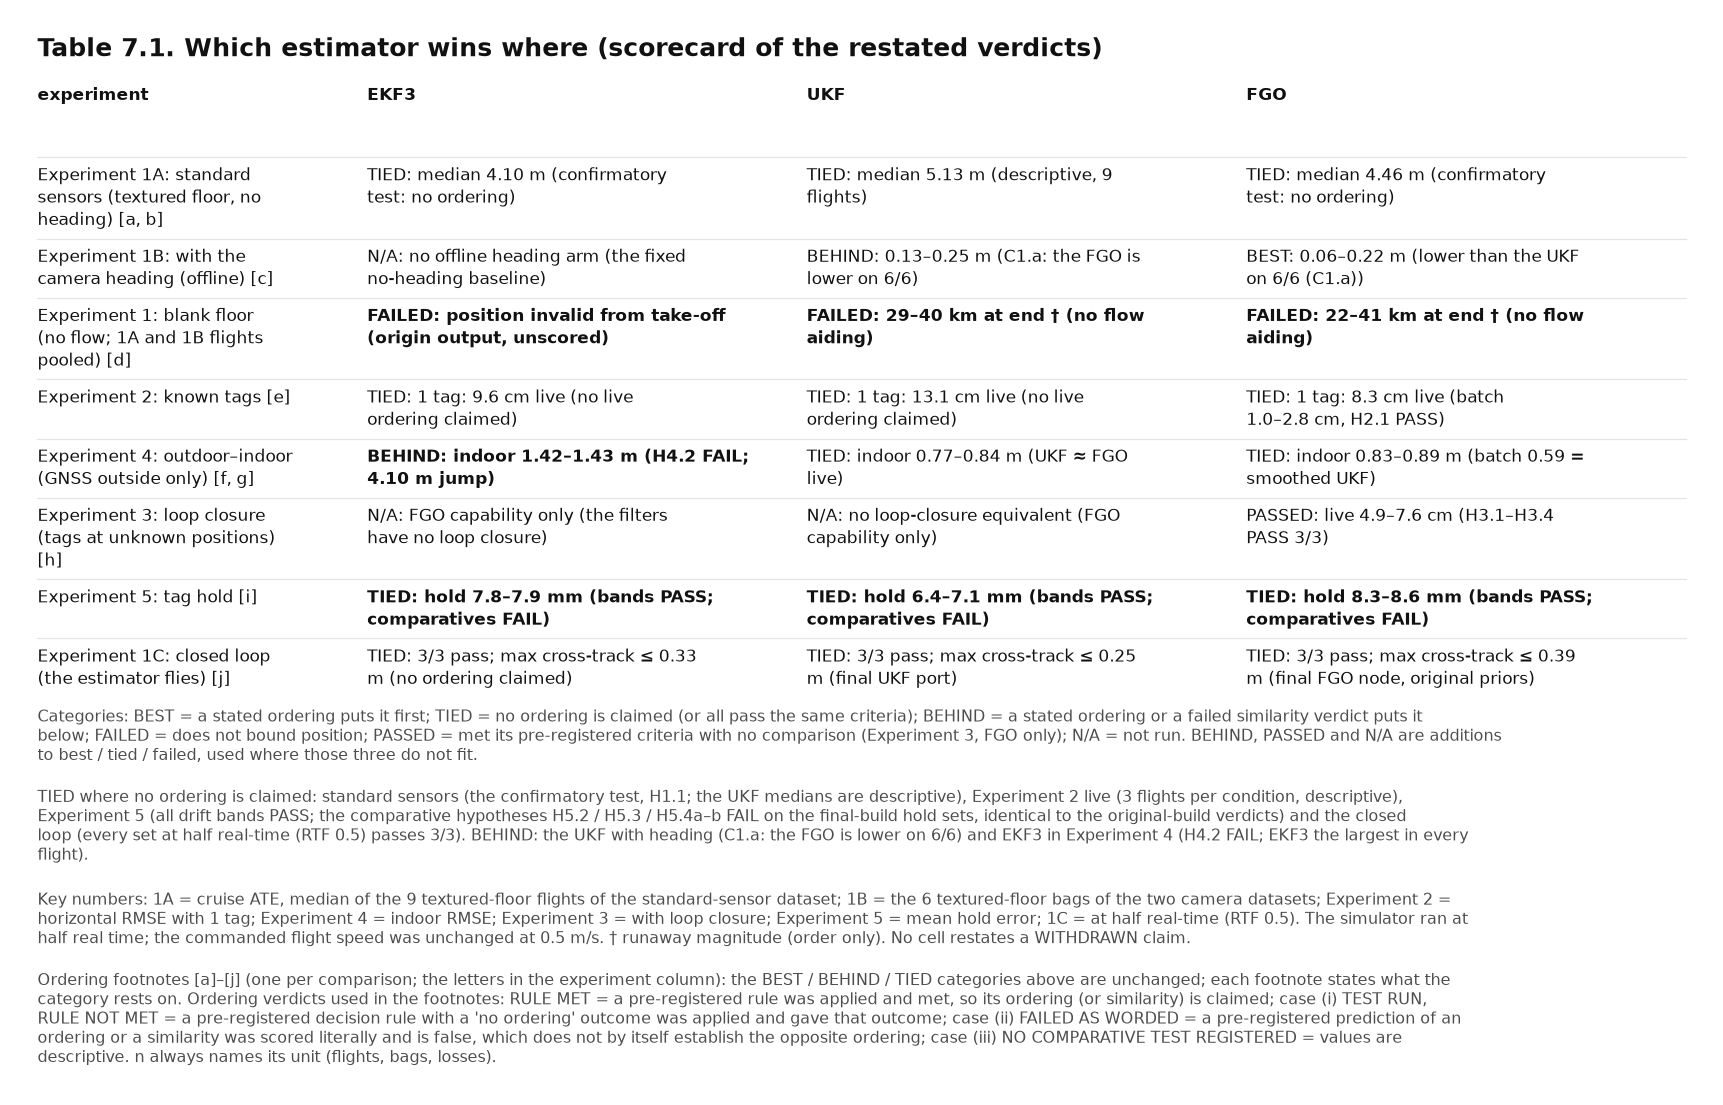 Table 7.1. Which estimator wins where (scorecard of the restated verdicts)
experiment EKF3 UKF FGO
Experiment 1A: standard
sensors (textured floor, no
heading) [a, b]
TIED: median 4.10 m (confirmatory
test: no ordering)
TIED: median 5.13 m (descriptive, 9
flights)
TIED: median 4.46 m (confirmatory
test: no ordering)
Experiment 1B: with the
camera heading (offline) [c]
N/A: no offline heading arm (the fixed
no-heading baseline)
BEHIND: 0.13–0.25 m (C1.a: the FGO is
lower on 6/6)
BEST: 0.06–0.22 m (lower than the UKF
on 6/6 (C1.a))
Experiment 1: blank floor
(no flow; 1A and 1B flights
pooled) [d]
FAILED: position invalid from take-off
(origin output, unscored)
FAILED: 29–40 km at end † (no flow
aiding)
FAILED: 22–41 km at end † (no flow
aiding)
Experiment 2: known tags [e]
TIED: 1 tag: 9.6 cm live (no live
ordering claimed)
TIED: 1 tag: 13.1 cm live (no live
ordering claimed)
TIED: 1 tag: 8.3 cm live (batch
1.0–2.8 cm, H2.1 PASS)
Experiment 4: outdoor–indoor
(GNSS outside only) [f, g]
BEHIND: indoor 1.42–1.43 m (H4.2 FAIL;
4.10 m jump)
TIED: indoor 0.77–0.84 m (UKF ≈ FGO
live)
TIED: indoor 0.83–0.89 m (batch 0.59 =
smoothed UKF)
Experiment 3: loop closure
(tags at unknown positions)
[h]
N/A: FGO capability only (the filters
have no loop closure)
N/A: no loop-closure equivalent (FGO
capability only)
PASSED: live 4.9–7.6 cm (H3.1–H3.4
PASS 3/3)
Experiment 5: tag hold [i]
TIED: hold 7.8–7.9 mm (bands PASS;
comparatives FAIL)
TIED: hold 6.4–7.1 mm (bands PASS;
comparatives FAIL)
TIED: hold 8.3–8.6 mm (bands PASS;
comparatives FAIL)
Experiment 1C: closed loop
(the estimator flies) [j]
TIED: 3/3 pass; max cross-track ≤ 0.33
m (no ordering claimed)
TIED: 3/3 pass; max cross-track ≤ 0.25
m (final UKF port)
TIED: 3/3 pass; max cross-track ≤ 0.39
m (final FGO node, original priors)
Categories: BEST = a stated ordering puts it first; TIED = no ordering is claimed (or all pass the same criteria); BEHIND = a stated ordering or a failed similarity verdict puts it
below; FAILED = does not bound position; PASSED = met its pre-registered criteria with no comparison (Experiment 3, FGO only); N/A = not run. BEHIND, PASSED and N/A are additions
to best / tied / failed, used where those three do not fit.
TIED where no ordering is claimed: standard sensors (the confirmatory test, H1.1; the UKF medians are descriptive), Experiment 2 live (3 flights per condition, descriptive),
Experiment 5 (all drift bands PASS; the comparative hypotheses H5.2 / H5.3 / H5.4a–b FAIL on the final-build hold sets, identical to the original-build verdicts) and the closed
loop (every set at half real-time (RTF 0.5) passes 3/3). BEHIND: the UKF with heading (C1.a: the FGO is lower on 6/6) and EKF3 in Experiment 4 (H4.2 FAIL; EKF3 the largest in every
flight).
Key numbers: 1A = cruise ATE, median of the 9 textured-floor flights of the standard-sensor dataset; 1B = the 6 textured-floor bags of the two camera datasets; Experiment 2 =
horizontal RMSE with 1 tag; Experiment 4 = indoor RMSE; Experiment 3 = with loop closure; Experiment 5 = mean hold error; 1C = at half real-time (RTF 0.5). The simulator ran at
half real time; the commanded flight speed was unchanged at 0.5 m/s. † runaway magnitude (order only). No cell restates a WITHDRAWN claim.
Ordering footnotes [a]–[j] (one per comparison; the letters in the experiment column): the BEST / BEHIND / TIED categories above are unchanged; each footnote states what the
category rests on. Ordering verdicts used in the footnotes: RULE MET = a pre-registered rule was applied and met, so its ordering (or similarity) is claimed; case (i) TEST RUN,
RULE NOT MET = a pre-registered decision rule with a 'no ordering' outcome was applied and gave that outcome; case (ii) FAILED AS WORDED = a pre-registered prediction of an
ordering or a similarity was scored literally and is false, which does not by itself establish the opposite ordering; case (iii) NO COMPARATIVE TEST REGISTERED = values are
descriptive. n always names its unit (flights, bags, losses).